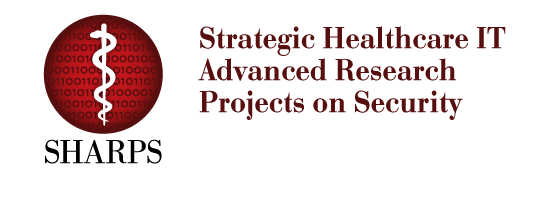 Strategic Healthcare IT
Advanced Research
Projects on Security
SHARPS